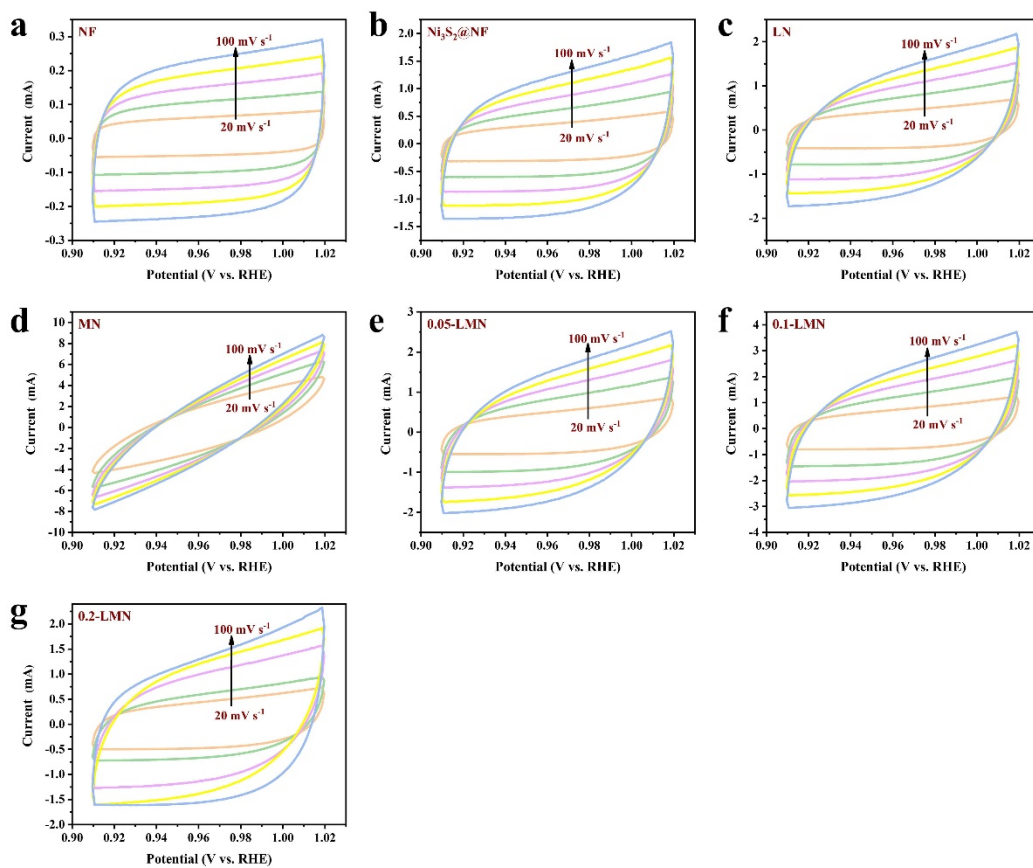 a
NF
100 mV s⁻¹
20 mV s⁻¹
0.3
0.2
0.1
0.0
-0.1
-0.2
-0.3
Current (mA)
0.90 0.92 0.94 0.96 0.98 1.00 1.02
Potential (V vs. RHE)
b
Ni₃S₂@NF
100 mV s⁻¹
20 mV s⁻¹
2.0
1.5
1.0
0.5
0.0
-0.5
-1.0
-1.5
Current (mA)
0.90 0.92 0.94 0.96 0.98 1.00 1.02
Potential (V vs. RHE)
c
LN
100 mV s⁻¹
20 mV s⁻¹
2
1
0
-1
-2
Current (mA)
0.90 0.92 0.94 0.96 0.98 1.00 1.02
Potential (V vs. RHE)
d
MN
100 mV s⁻¹
20 mV s⁻¹
10
8
6
4
2
0
-2
-4
-6
-8
-10
Current (mA)
0.90 0.92 0.94 0.96 0.98 1.00 1.02
Potential (V vs. RHE)
e
0.05-LMN
100 mV s⁻¹
20 mV s⁻¹
3
2
1
0
-1
-2
Current (mA)
0.90 0.92 0.94 0.96 0.98 1.00 1.02
Potential (V vs. RHE)
f
0.1-LMN
100 mV s⁻¹
20 mV s⁻¹
4
3
2
1
0
-1
-2
-3
-4
Current (mA)
0.90 0.92 0.94 0.96 0.98 1.00 1.02
Potential (V vs. RHE)
g
0.2-LMN
100 mV s⁻¹
20 mV s⁻¹
2.0
1.5
1.0
0.5
0.0
-0.5
-1.0
-1.5
-2.0
Current (mA)
0.90 0.92 0.94 0.96 0.98 1.00 1.02
Potential (V vs. RHE)